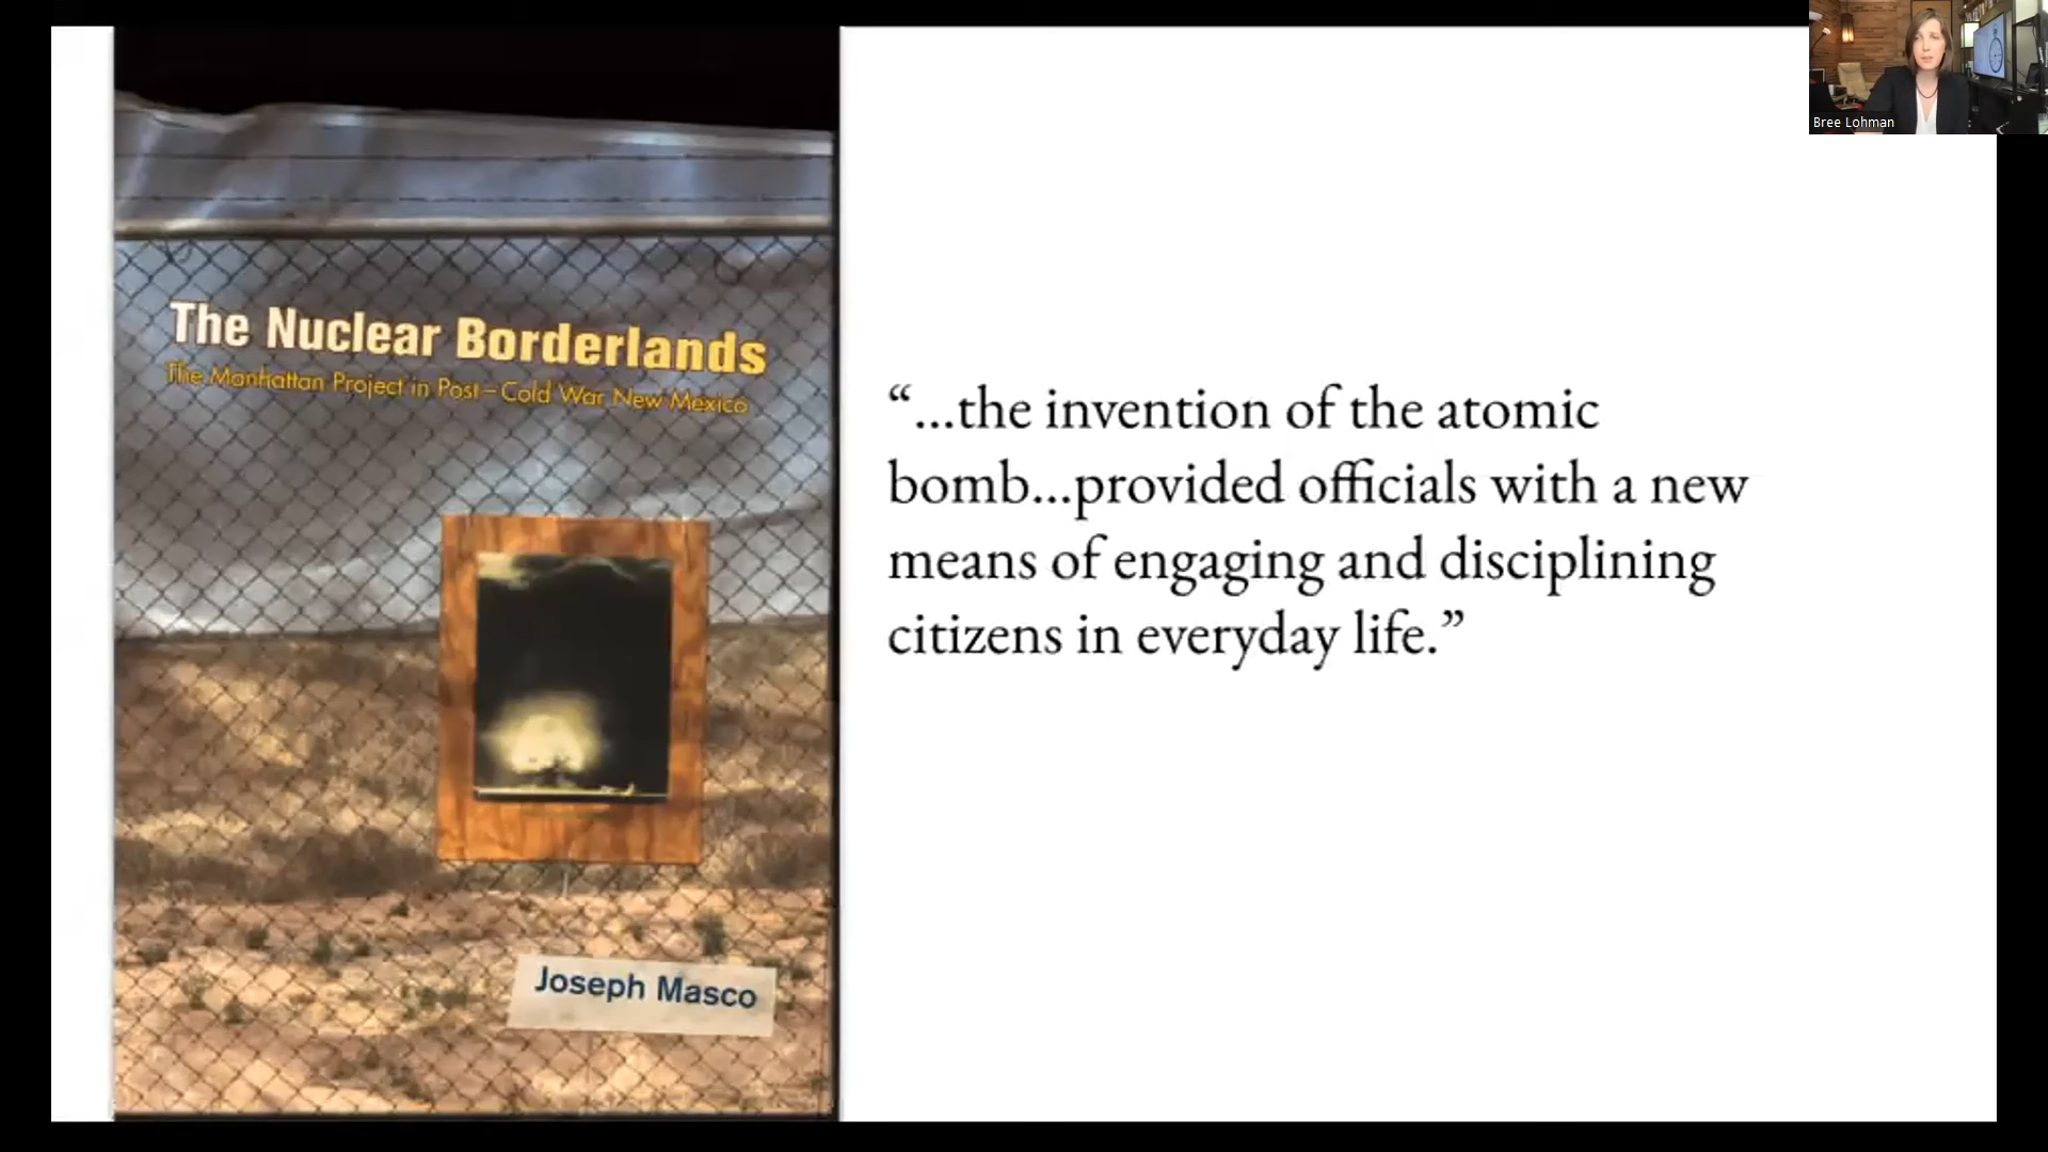 Bree Lohman
The Nuclear Borderlands
The Manhattan Project in Post–Cold War New Mexico
Joseph Masco
“...the invention of the atomic
bomb...provided officials with a new
means of engaging and disciplining
citizens in everyday life.”